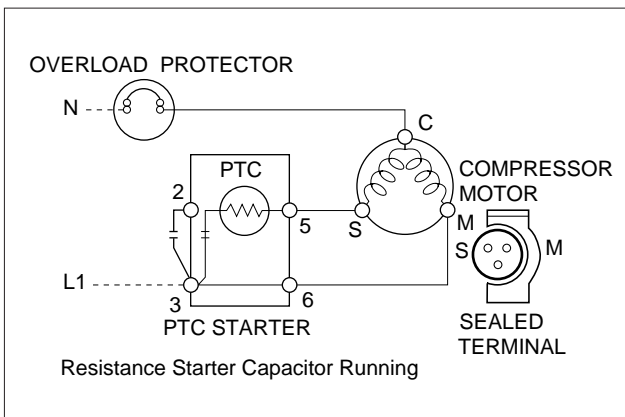 OVERLOAD PROTECTOR
N
C
PTC
COMPRESSOR
MOTOR
2
5
S
M
S
M
L1
3
6
PTC STARTER
SEALED
TERMINAL
Resistance Starter Capacitor Running